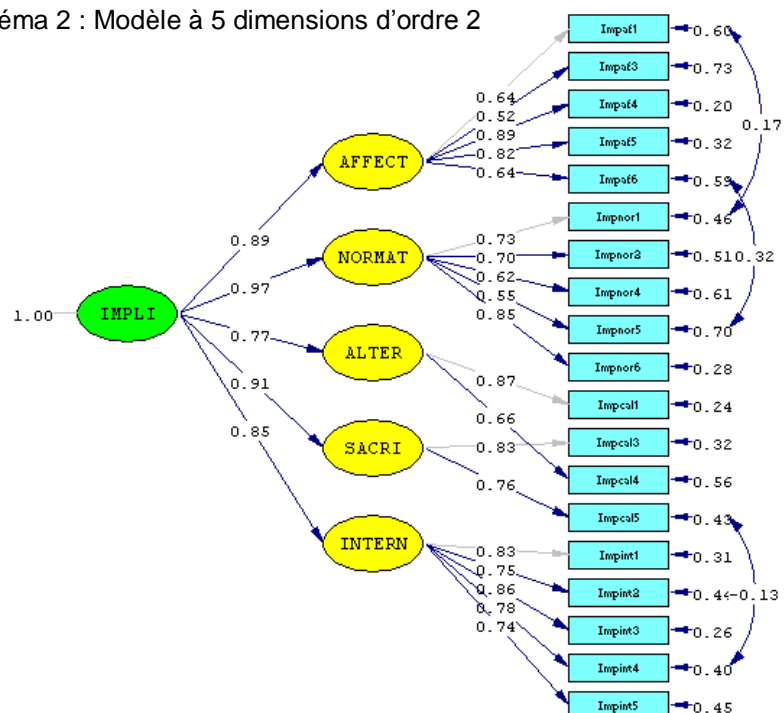 éma 2 : Modèle à 5 dimensions d'ordre 2
Impaf1 0.60
Impaf3 0.73
0.64
0.52
Impaf4 0.20
0.17
0.89
AFFECT
0.82
Impaf5 0.32
0.64
Impaf6 0.59
Impnor1 0.46
0.89
0.73
NORMAT
0.70
Impnor2 0.51 0.32
0.62
0.97
0.55
Impnor4 0.61
1.00 IMPLI
0.85
Impnor5 0.70
0.77
ALTER
Impnor6 0.28
0.87
0.91
Impcal1 0.24
0.66
0.85
SACRI
0.83
Impcal3 0.32
0.76
Impcal4 0.56
Impcal5 0.43
INTERN
0.83
Impint1 0.31
0.75
0.86
Impint2 0.44 -0.13
0.78
0.74
Impint3 0.26
Impint4 0.40
Impint5 0.45